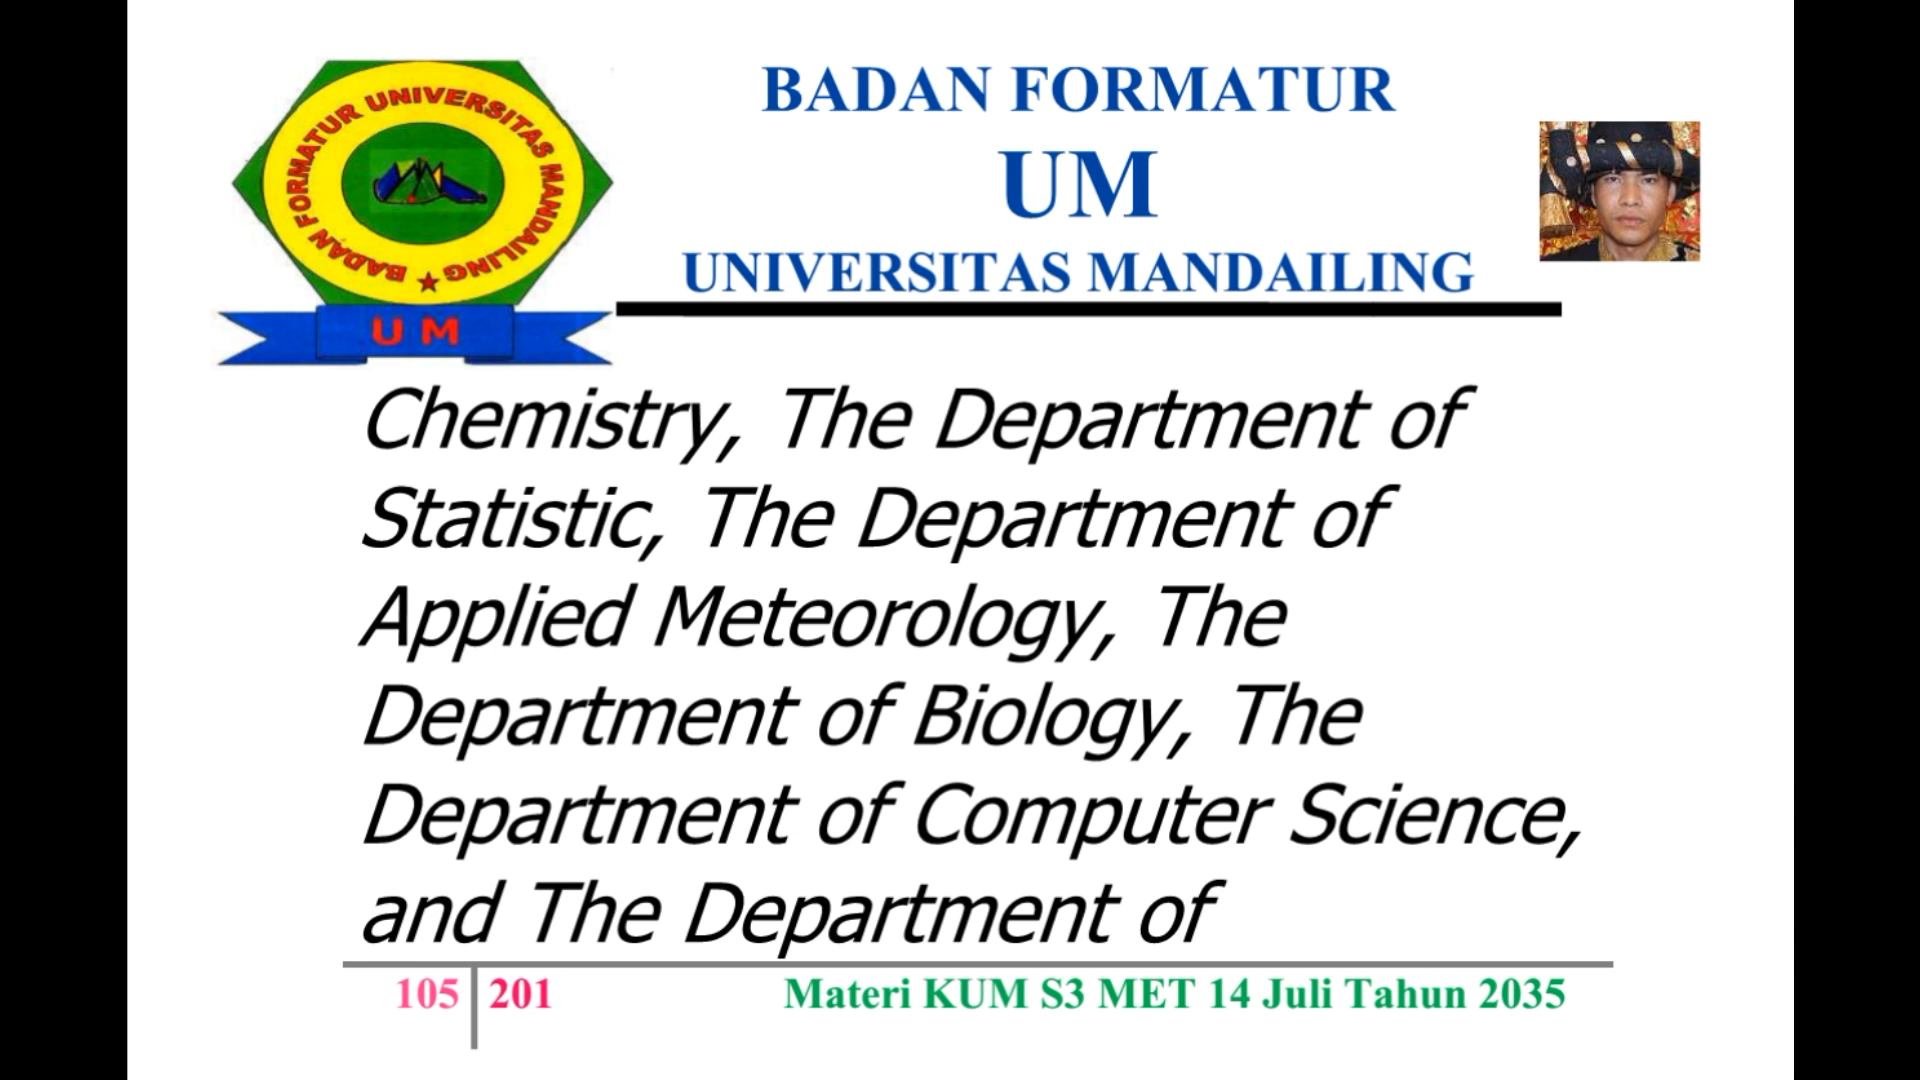 BADAN FORMATUR UNIVERSITAS MANDAILING
U M
BADAN FORMATUR
UM
UNIVERSITAS MANDAILING
Chemistry, The Department of
Statistic, The Department of
Applied Meteorology, The
Department of Biology, The
Department of Computer Science,
and The Department of
105 201 Materi KUM S3 MET 14 Juli Tahun 2035